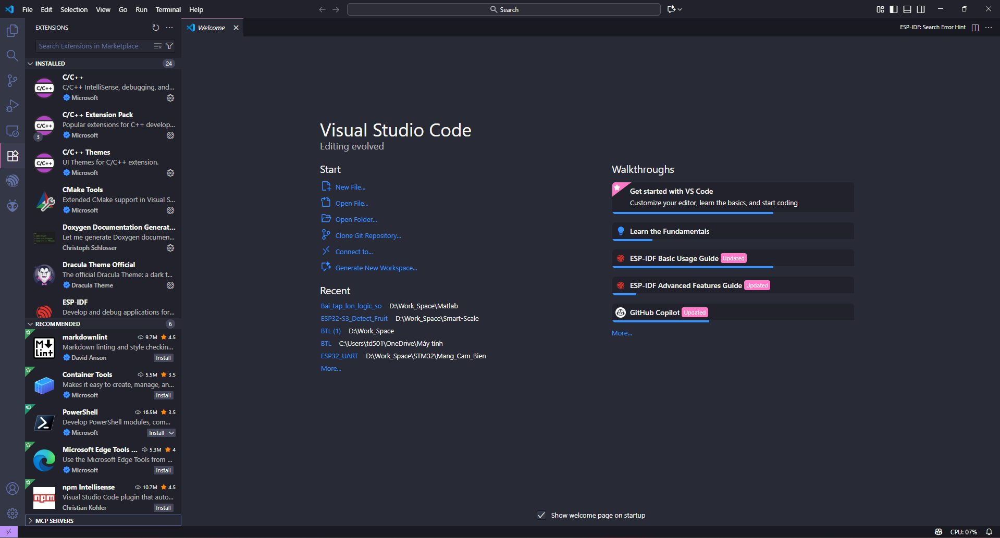 File Edit Selection View Go Run Terminal Help
Search
EXTENSIONS
Search Extensions in Marketplace
INSTALLED 24
C/C++
C/C++ IntelliSense, debugging, and...
Microsoft
C/C++ Extension Pack
Popular extensions for C++ develop...
Microsoft
3
C/C++ Themes
UI Themes for C/C++ extension.
Microsoft
CMake Tools
Extended CMake support in Visual S...
Microsoft
Doxygen Documentation Generat...
Let me generate Doxygen documen...
Christoph Schlosser
Dracula Theme Official
The official Dracula Theme: a dark t...
Dracula Theme
ESP-IDF
Develop and debug applications for...
RECOMMENDED 6
markdownlint 9.7M 4.5
Markdown linting and style checkin...
David Anson Install
Container Tools 5.5M 3.5
Makes it easy to create, manage, an...
Microsoft Install
PowerShell 16.5M 3.5
Develop PowerShell modules, com...
Microsoft Install
Microsoft Edge Tools ... 5.3M 4
Use the Microsoft Edge Tools from ...
Microsoft Install
npm Intellisense 10.7M 4.5
Visual Studio Code plugin that auto...
Christian Kohler Install
MCP SERVERS
Welcome
ESP-IDF: Search Error Hint
Visual Studio Code
Editing evolved
Start
New File...
Open File...
Open Folder...
Clone Git Repository...
Connect to...
Generate New Workspace...
Recent
Bai_tap_lon_logic_so D:\Work_Space\Matlab
ESP32-S3_Detect_Fruit D:\Work_Space\Smart-Scale
BTL (1) D:\Work_Space
BTL C:\Users\td501\OneDrive\Máy tính
ESP32_UART D:\Work_Space\STM32\Mang_Cam_Bien
More...
Walkthroughs
Get started with VS Code
Customize your editor, learn the basics, and start coding
Learn the Fundamentals
ESP-IDF Basic Usage Guide Updated
ESP-IDF Advanced Features Guide Updated
GitHub Copilot Updated
More...
Show welcome page on startup
CPU: 07%